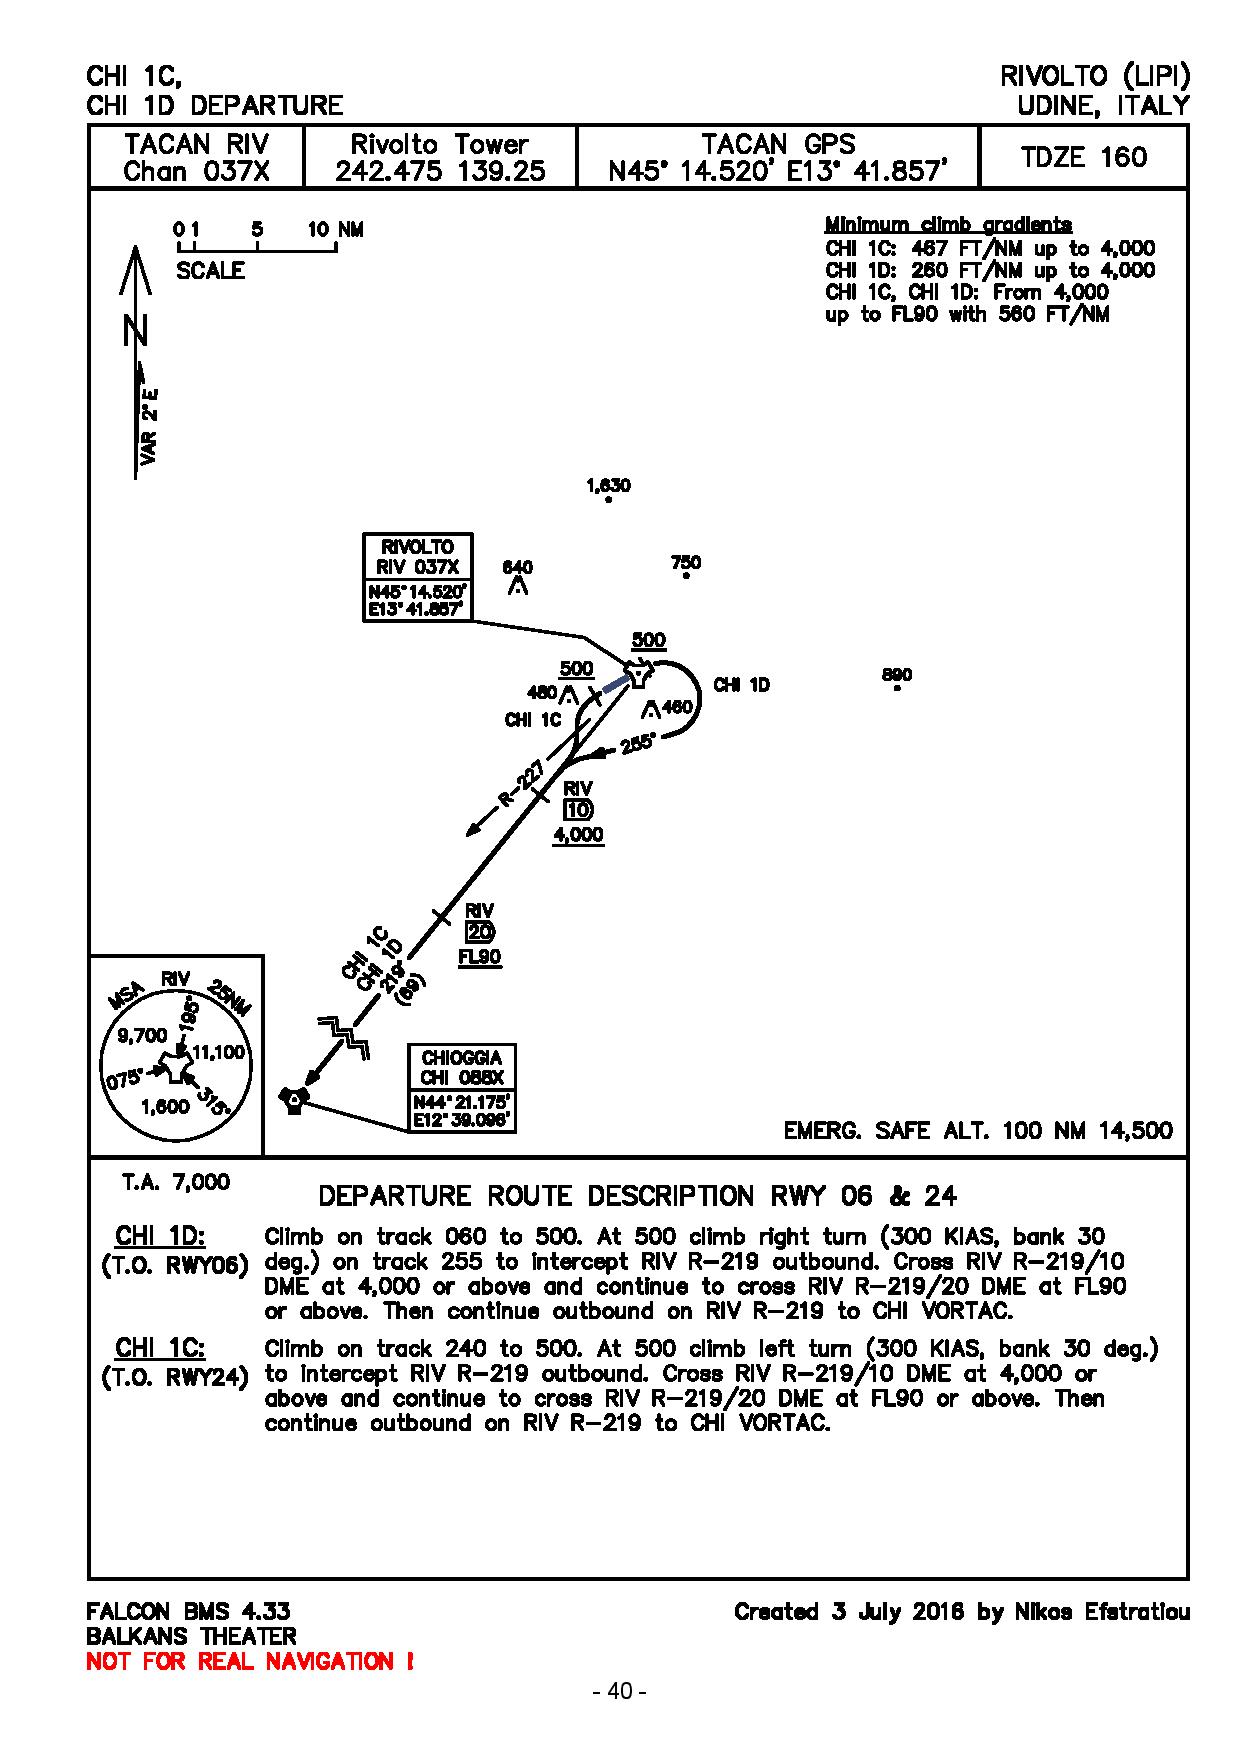 CHI 1C,
CHI 1D DEPARTURE
RIVOLTO (LIPI)
UDINE, ITALY
TACAN RIV
Chan 037X
Rivolto Tower
242.475 139.25
TACAN GPS
N45° 14.520' E13° 41.857'
TDZE 160
0 1 5 10 NM
SCALE
N
VAR 2° E
Minimum climb gradients
CHI 1C: 467 FT/NM up to 4,000
CHI 1D: 260 FT/NM up to 4,000
CHI 1C, CHI 1D: From 4,000
up to FL90 with 560 FT/NM
1,630
RIVOLTO
RIV 037X
N45° 14.520'
E13° 41.857'
640
750
500
500
480
CHI 1D
890
460
CHI 1C
255°
R-227
RIV
10
4,000
RIV
20
FL90
CHI 1C
CHI 1D
219°
(69)
MSA RIV 25NM
195°
9,700
11,100
075°
1,600
315°
CHIOGGIA
CHI 088X
N44° 21.175'
E12° 39.096'
EMERG. SAFE ALT. 100 NM 14,500
T.A. 7,000
DEPARTURE ROUTE DESCRIPTION RWY 06 & 24
CHI 1D:
(T.O. RWY06)
Climb on track 060 to 500. At 500 climb right turn (300 KIAS, bank 30
deg.) on track 255 to intercept RIV R-219 outbound. Cross RIV R-219/10
DME at 4,000 or above and continue to cross RIV R-219/20 DME at FL90
or above. Then continue outbound on RIV R-219 to CHI VORTAC.
CHI 1C:
(T.O. RWY24)
Climb on track 240 to 500. At 500 climb left turn (300 KIAS, bank 30 deg.)
to intercept RIV R-219 outbound. Cross RIV R-219/10 DME at 4,000 or
above and continue to cross RIV R-219/20 DME at FL90 or above. Then
continue outbound on RIV R-219 to CHI VORTAC.
FALCON BMS 4.33
BALKANS THEATER
NOT FOR REAL NAVIGATION !
Created 3 July 2016 by Nikos Efstratiou
- 40 -